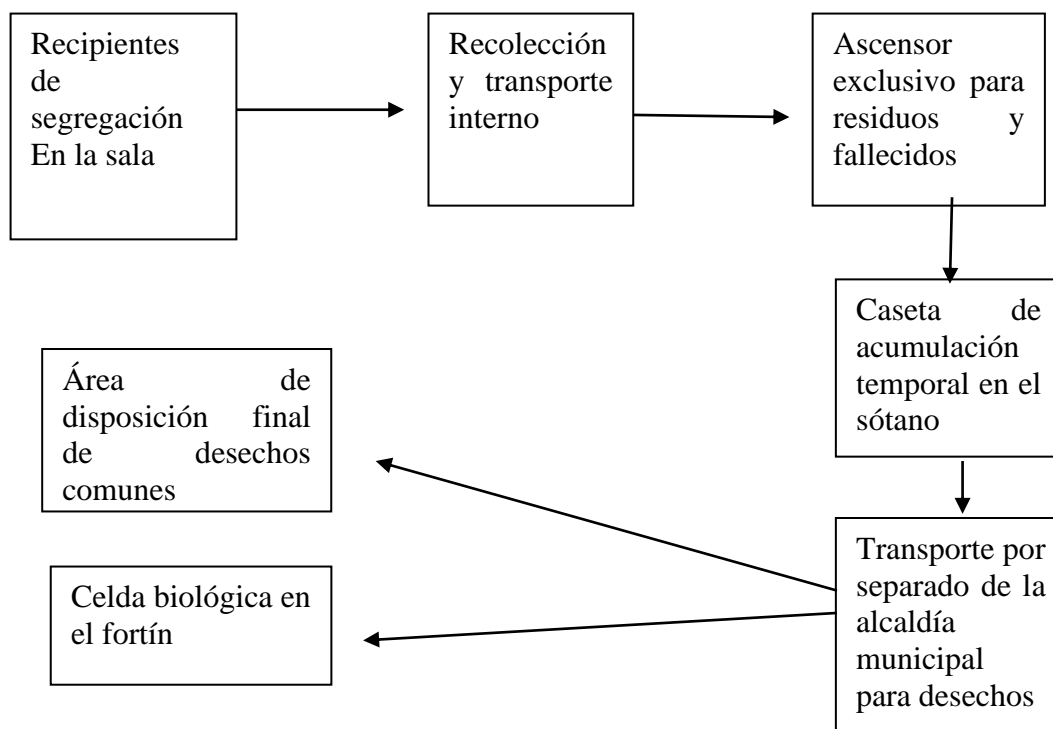 Recipientes
de
segregación
En la sala
Recolección
y transporte
interno
Ascensor
exclusivo para
residuos y
fallecidos
Caseta de
acumulación
temporal en el
sótano
Transporte por
separado de la
alcaldía
municipal
para desechos
Área de
disposición final
de desechos
comunes
Celda biológica en
el fortín